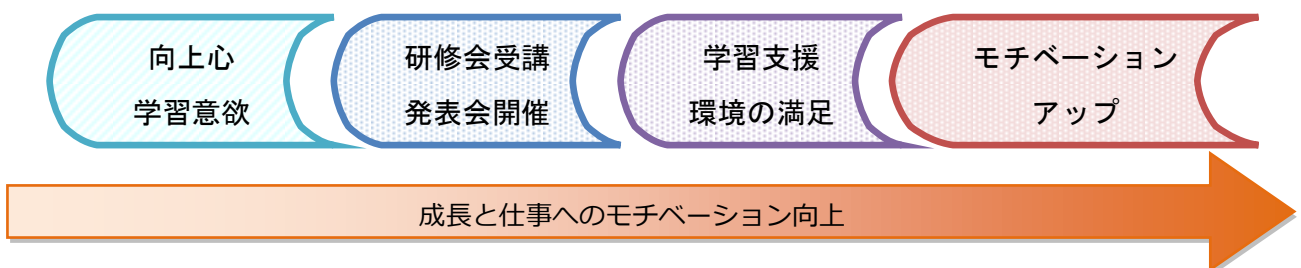 向上心
学習意欲
研修会受講
発表会開催
学習支援
環境の満足
モチベーション
アップ
成長と仕事へのモチベーション向上